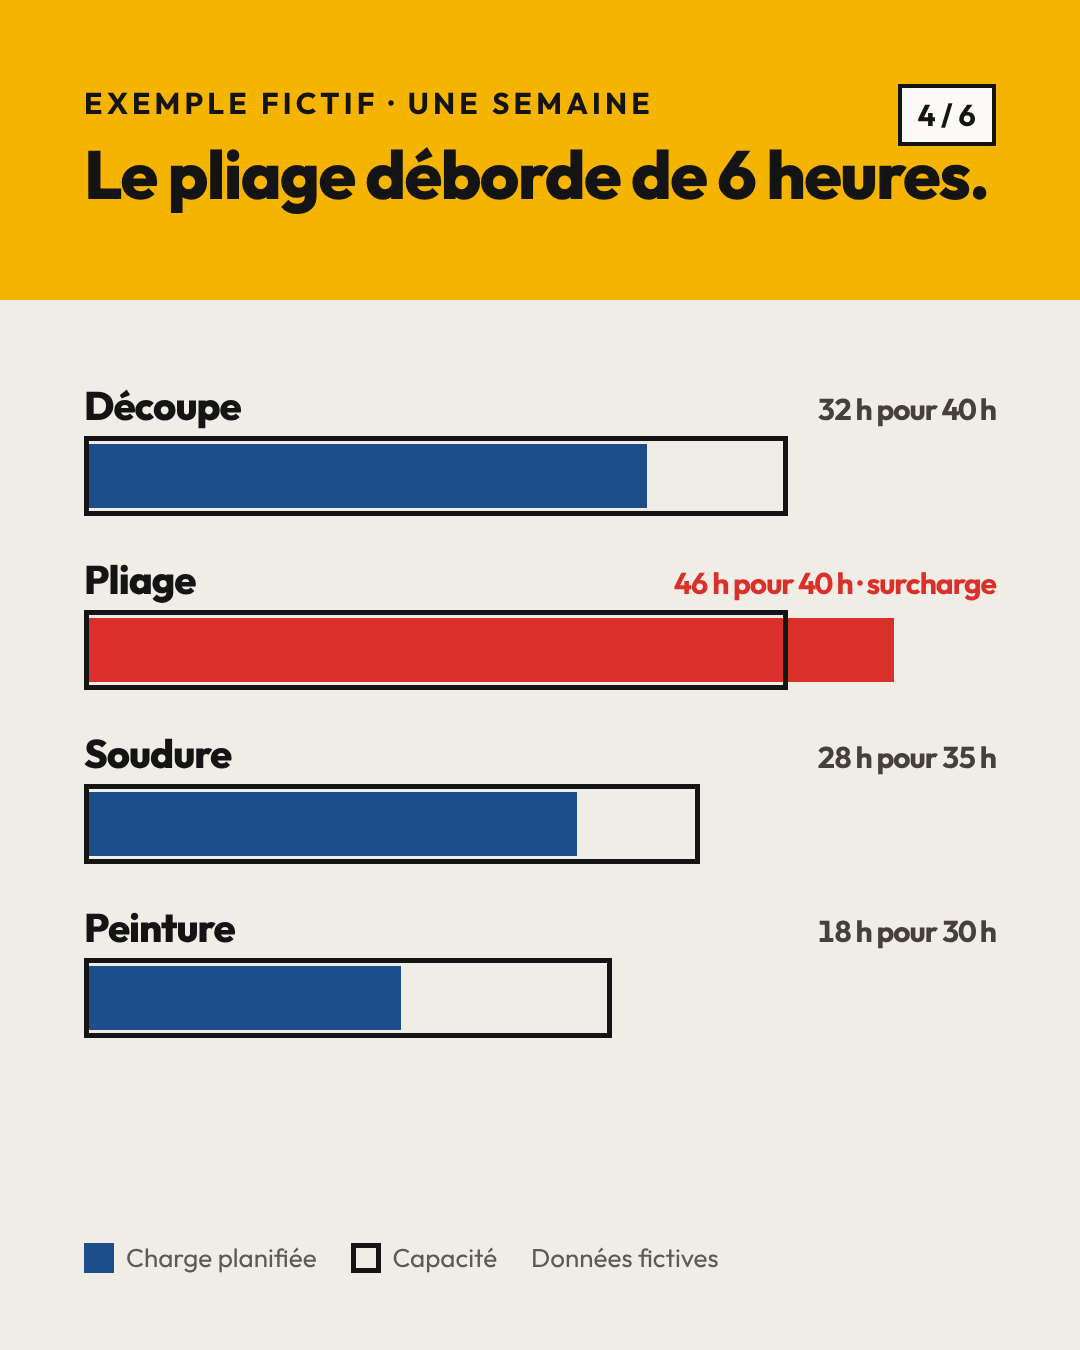 EXEMPLE FICTIF · UNE SEMAINE
4 / 6
Le pliage déborde de 6 heures.
Découpe
32 h pour 40 h
Pliage
46 h pour 40 h · surcharge
Soudure
28 h pour 35 h
Peinture
18 h pour 30 h
Charge planifiée
Capacité
Données fictives